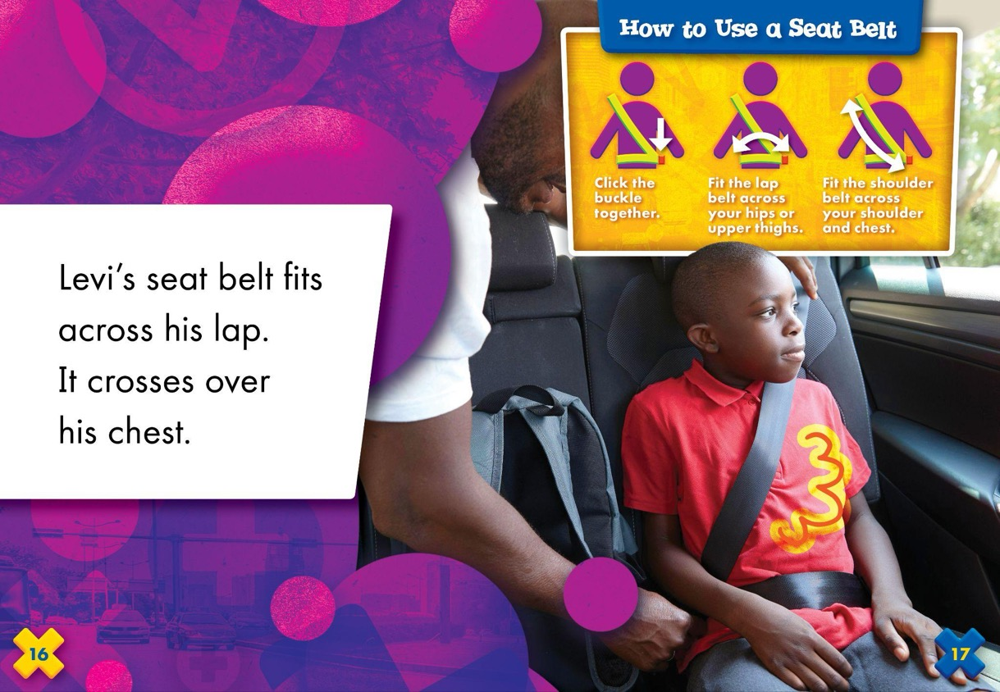 Levi’s seat belt fits
across his lap.
It crosses over
his chest.
16
How to Use a Seat Belt
Click the
buckle
together.
Fit the lap
belt across
your hips or
upper thighs.
Fit the shoulder
belt across
your shoulder
and chest.
3
17